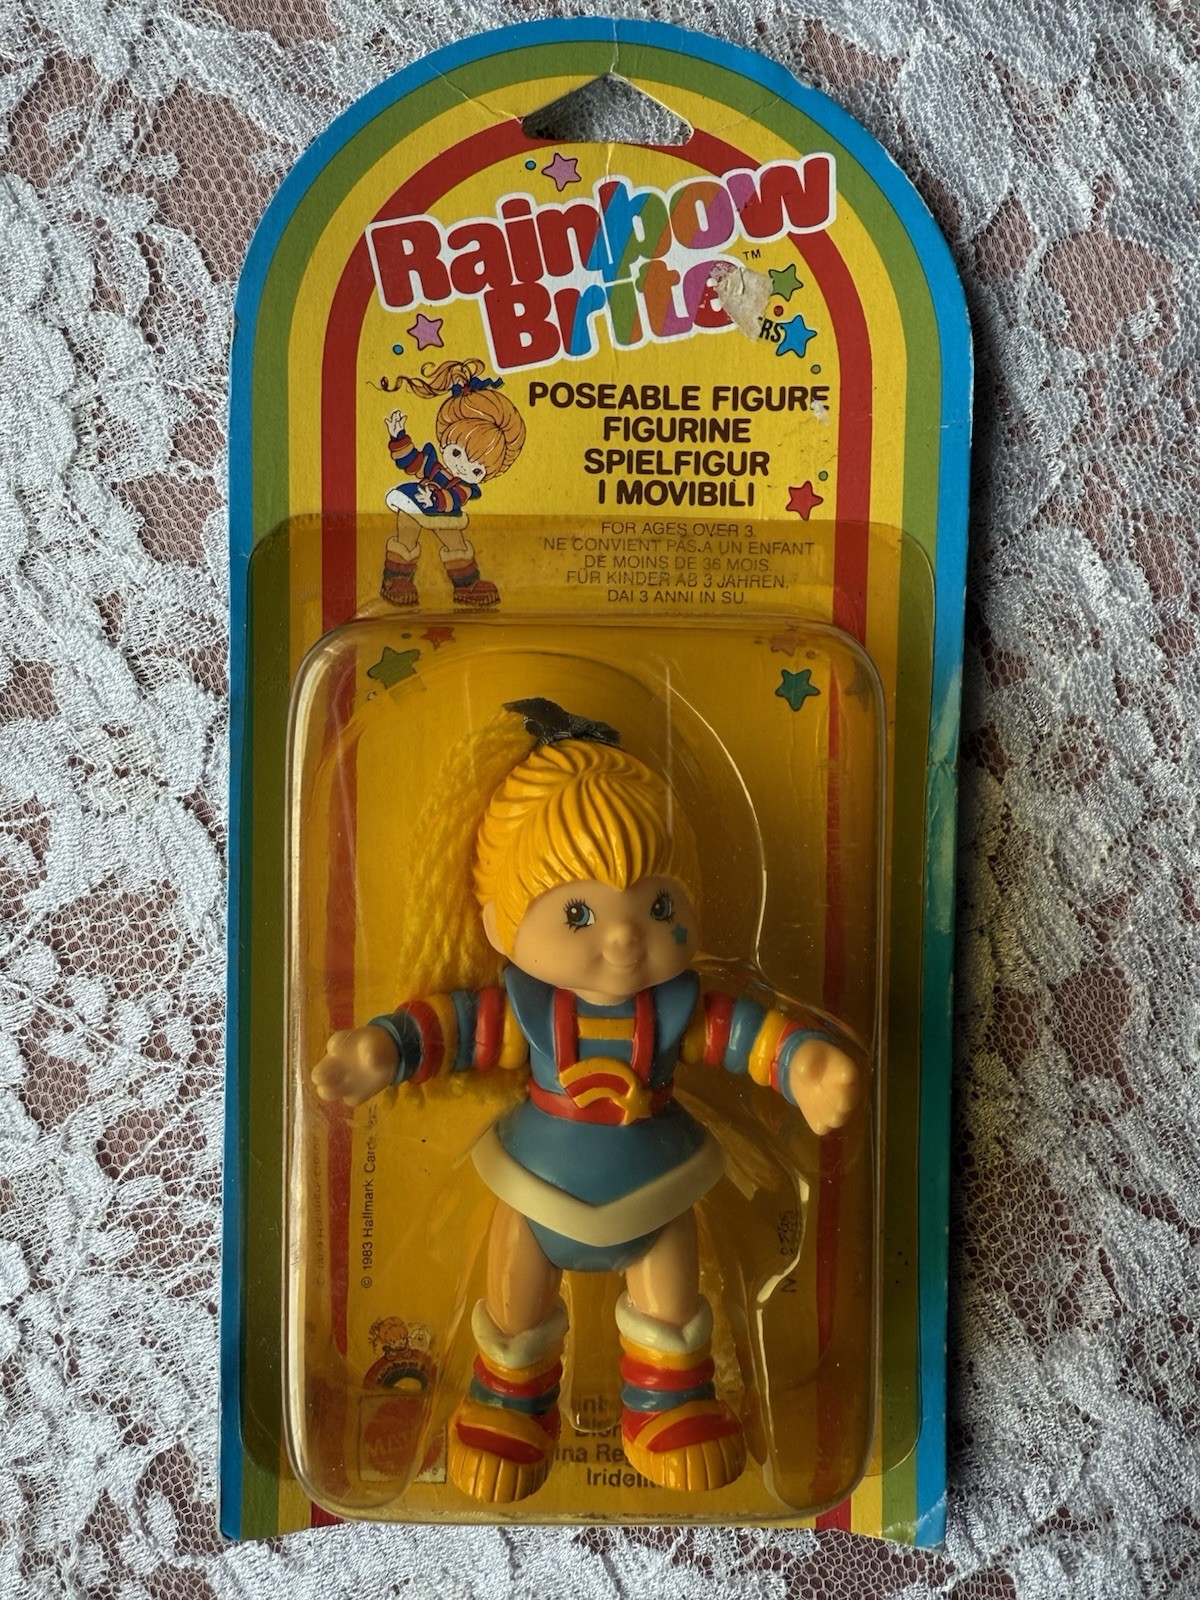 Rainbow
Brite
™
RS
POSEABLE FIGURE
FIGURINE
SPIELFIGUR
I MOVIBILI
FOR AGES OVER 3.
NE CONVIENT PAS.A UN ENFANT
DE MOINS DE 36 MOIS.
FÜR KINDER AB 3 JAHREN.
DAI 3 ANNI IN SU.
© 1983 Hallmark Cards